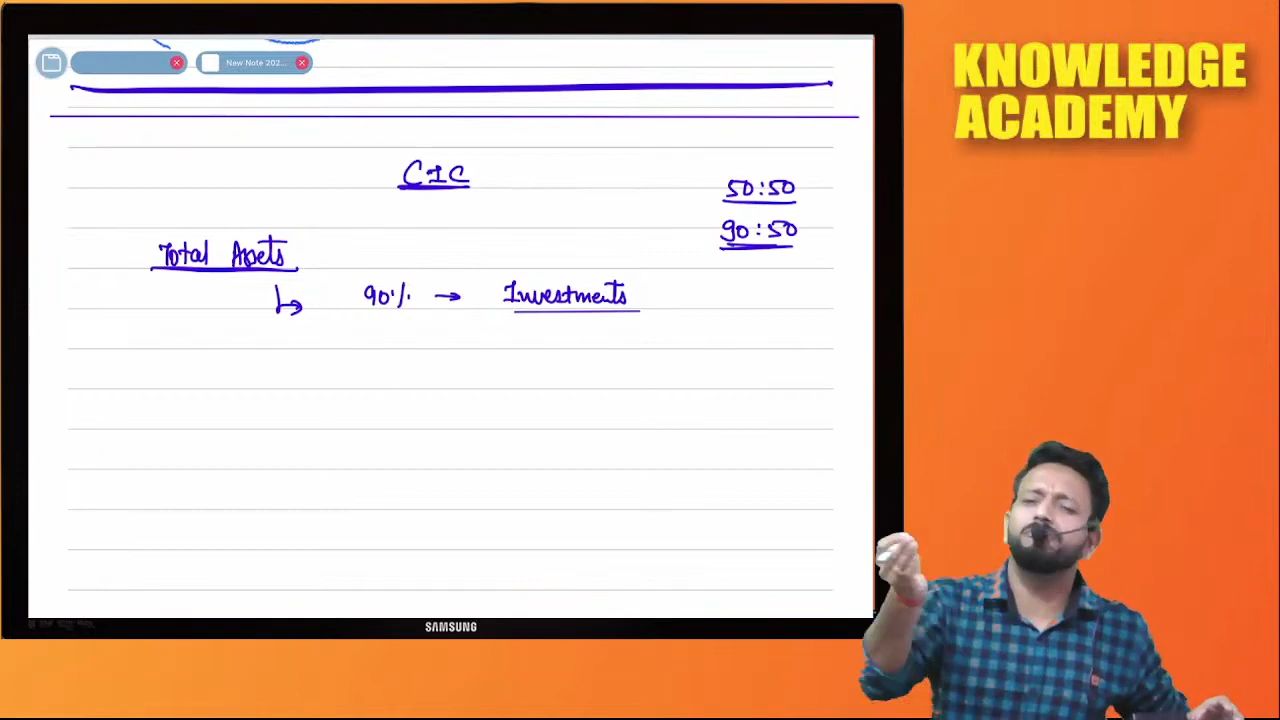 KNOWLEDGE
ACADEMY
New Note 202...
CIC
50:50
90:50
Total Assets
90% → Investments
SAMSUNG